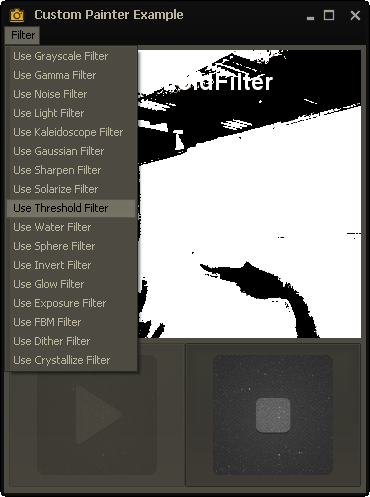 Custom Painter Example
Filter
Use Grayscale Filter
Use Gamma Filter
Use Noise Filter
Use Light Filter
Use Kaleidoscope Filter
Use Gaussian Filter
Use Sharpen Filter
Use Solarize Filter
Use Threshold Filter
Use Water Filter
Use Sphere Filter
Use Invert Filter
Use Glow Filter
Use Exposure Filter
Use FBM Filter
Use Dither Filter
Use Crystallize Filter
oldFilter